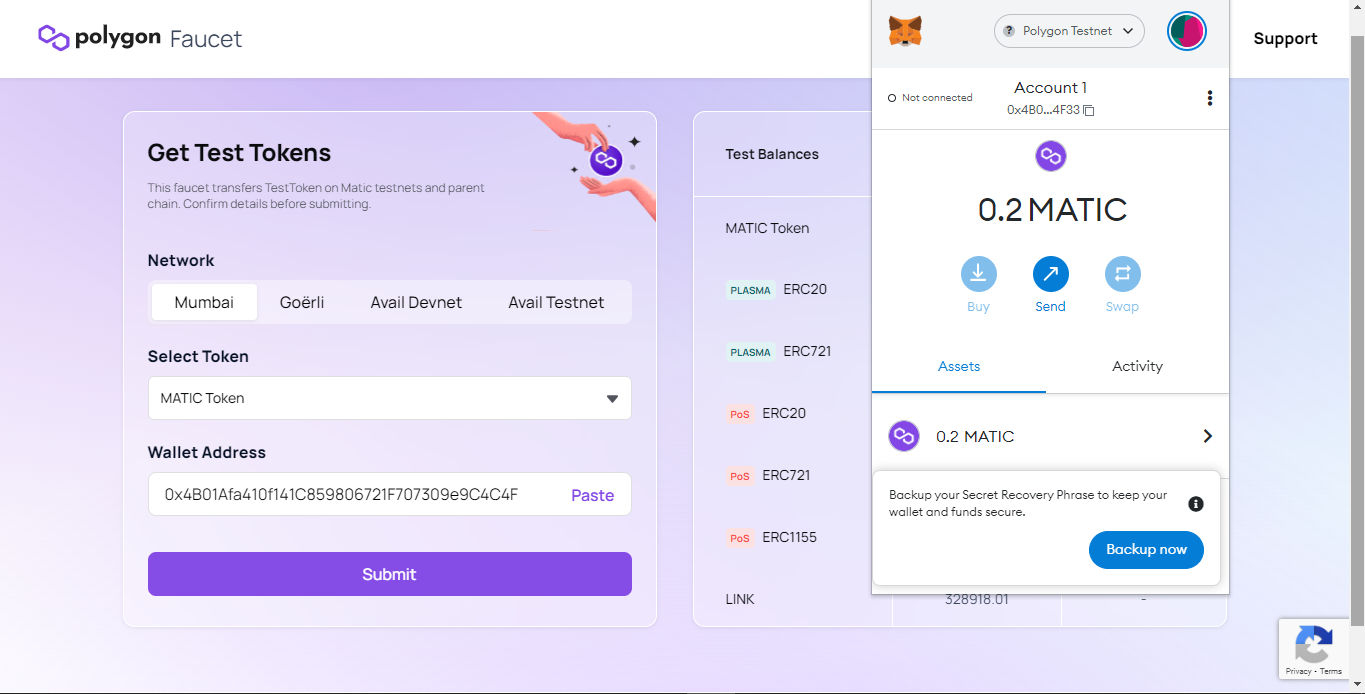 polygon Faucet
Support
Get Test Tokens
This faucet transfers TestToken on Matic testnets and parent
chain. Confirm details before submitting.
Network
Mumbai Goërli Avail Devnet Avail Testnet
Select Token
MATIC Token
Wallet Address
0x4B01Afa410f141C859806721F707309e9C4C4F Paste
Submit
Test Balances
MATIC Token
PLASMA ERC20
PLASMA ERC721
PoS ERC20
PoS ERC721
PoS ERC1155
LINK 328918.01 -
? Polygon Testnet
Not connected
Account 1
0x4B0...4F33
0.2 MATIC
Buy Send Swap
Assets Activity
0.2 MATIC
Backup your Secret Recovery Phrase to keep your
wallet and funds secure.
Backup now
Privacy - Terms